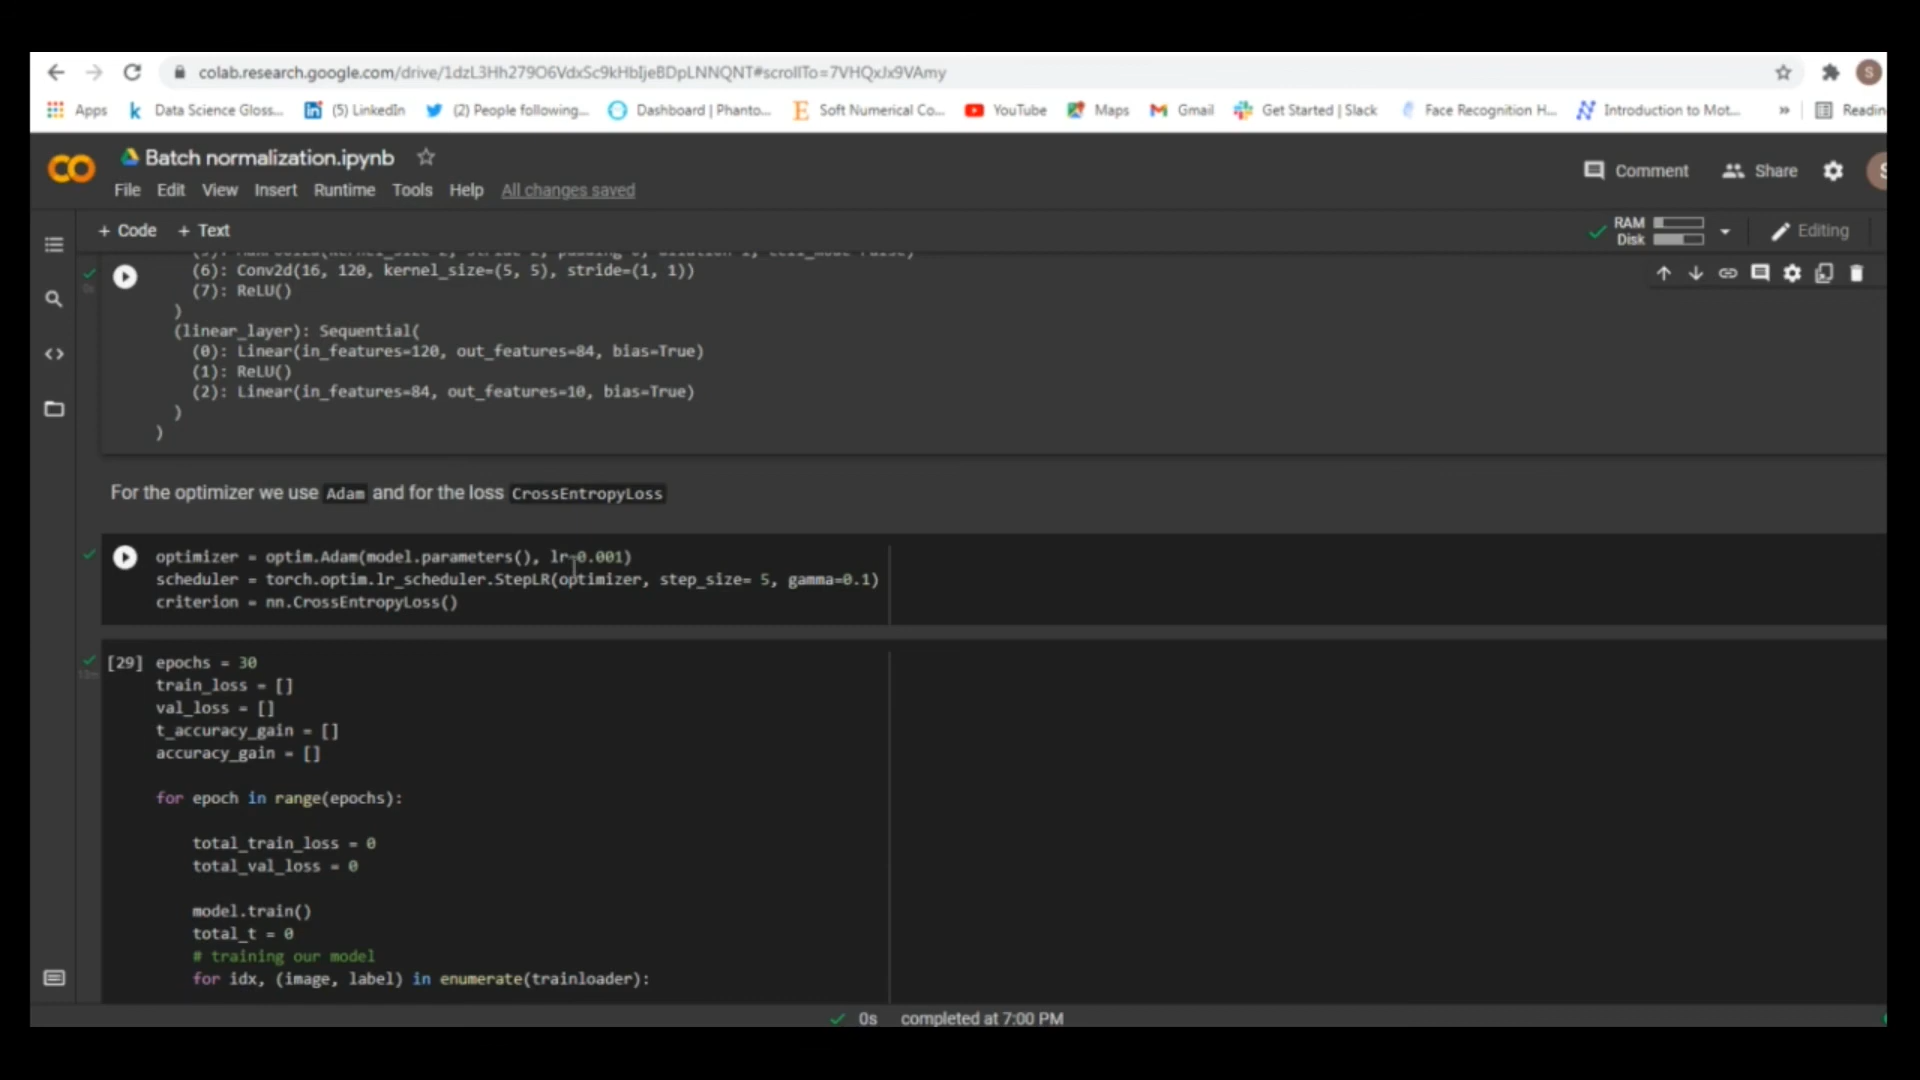 colab.research.google.com/drive/1dzL3Hh279O6VdxSc9kHbIjeBDpLNNQNT#scrollTo=7VHQxJx9VAmy
S
Apps Data Science Gloss... (5) LinkedIn (2) People following... Dashboard | Phanto... Soft Numerical Co... YouTube Maps Gmail Get Started | Slack Face Recognition H... Introduction to Mot... » Readin
Batch normalization.ipynb
Comment Share
File Edit View Insert Runtime Tools Help All changes saved
+ Code + Text
RAM
Disk
Editing
(6): Conv2d(16, 120, kernel_size=(5, 5), stride=(1, 1))
(7): ReLU()
)
(linear_layer): Sequential(
(0): Linear(in_features=120, out_features=84, bias=True)
(1): ReLU()
(2): Linear(in_features=84, out_features=10, bias=True)
)
)
For the optimizer we use Adam and for the loss CrossEntropyLoss
optimizer = optim.Adam(model.parameters(), lr=0.001)
scheduler = torch.optim.lr_scheduler.StepLR(optimizer, step_size= 5, gamma=0.1)
criterion = nn.CrossEntropyLoss()
[29] epochs = 30
train_loss = []
val_loss = []
t_accuracy_gain = []
accuracy_gain = []
for epoch in range(epochs):
total_train_loss = 0
total_val_loss = 0
model.train()
total_t = 0
# training our model
for idx, (image, label) in enumerate(trainloader):
0s completed at 7:00 PM